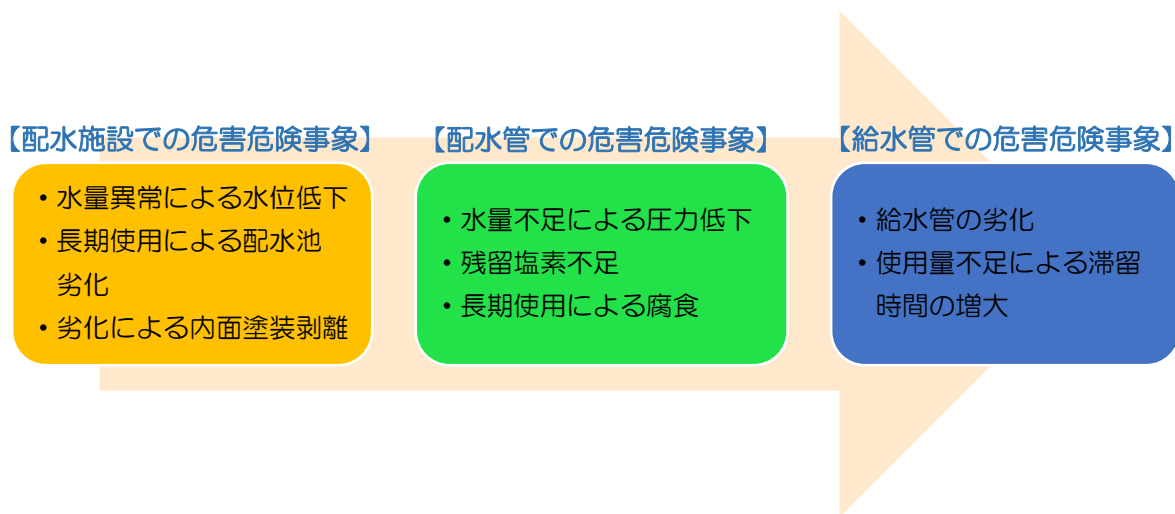 【配水施設での危害危険事象】
・水量異常による水位低下
・長期使用による配水池
劣化
・劣化による内面塗装剥離
【配水管での危害危険事象】
・水量不足による圧力低下
・残留塩素不足
・長期使用による腐食
【給水管での危害危険事象】
・給水管の劣化
・使用量不足による滞留
時間の増大